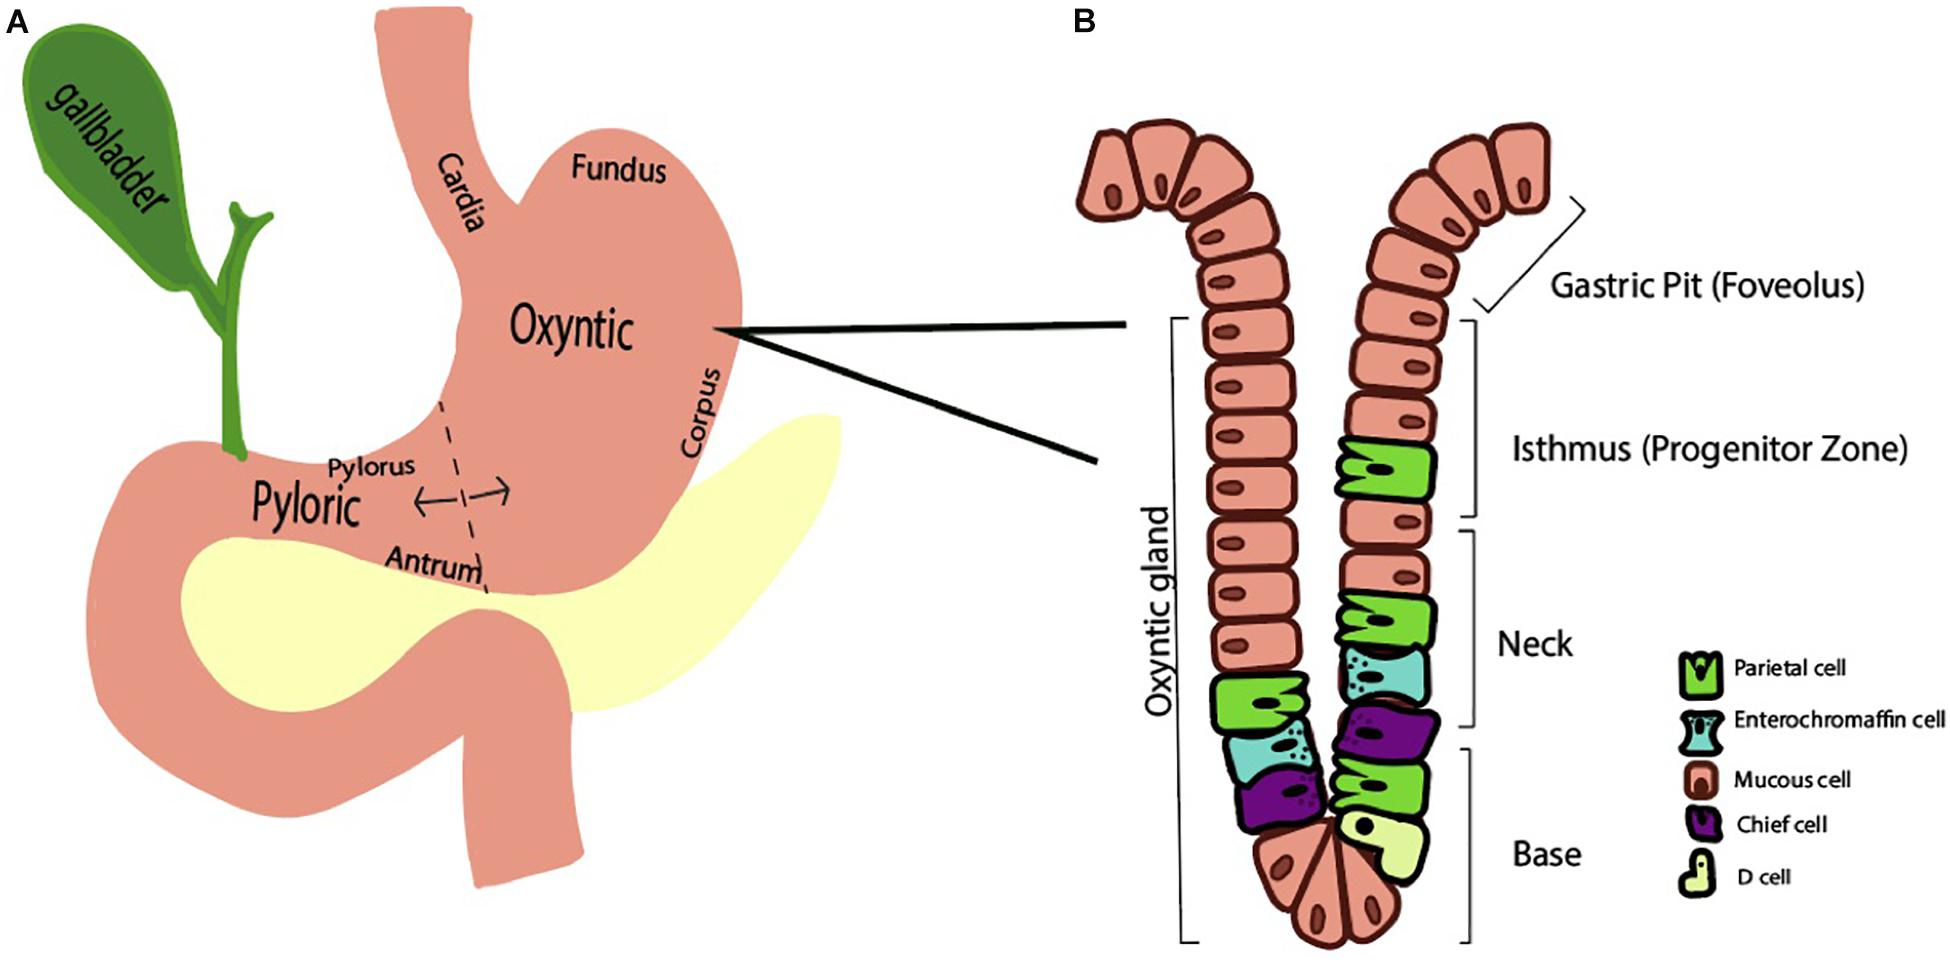 A
gallbladder
Cardia
Fundus
Oxyntic
Corpus
Pylorus
Pyloric
Antrum
B
Gastric Pit (Foveolus)
Isthmus (Progenitor Zone)
Oxyntic gland
Neck
Base
Parietal cell
Enterochromaffin cell
Mucous cell
Chief cell
D cell